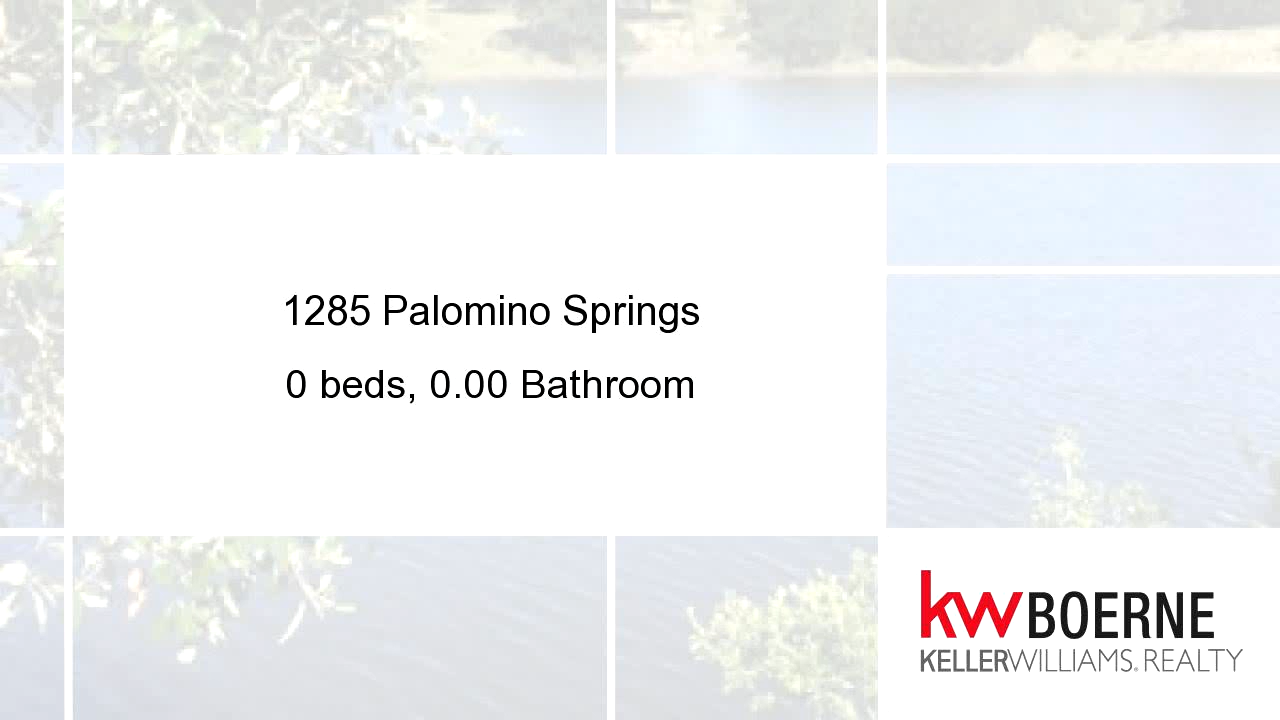 1285 Palomino Springs
0 beds, 0.00 Bathroom
kw BOERNE
KELLERWILLIAMS. REALTY